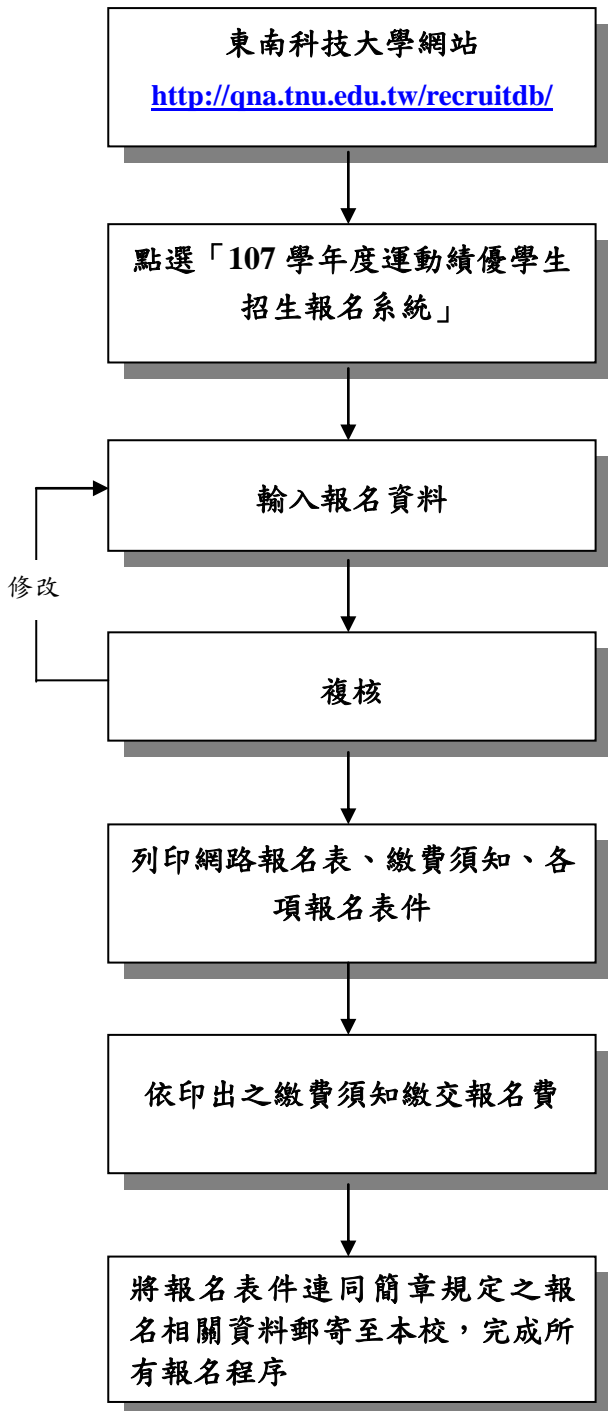 東南科技大學網站
http://qna.tnu.edu.tw/recruitdb/
點選「107 學年度運動績優學生
招生報名系統」
輸入報名資料
修改
複核
列印網路報名表、繳費須知、各
項報名表件
依印出之繳費須知繳交報名費
將報名表件連同簡章規定之報
名相關資料郵寄至本校，完成所
有報名程序